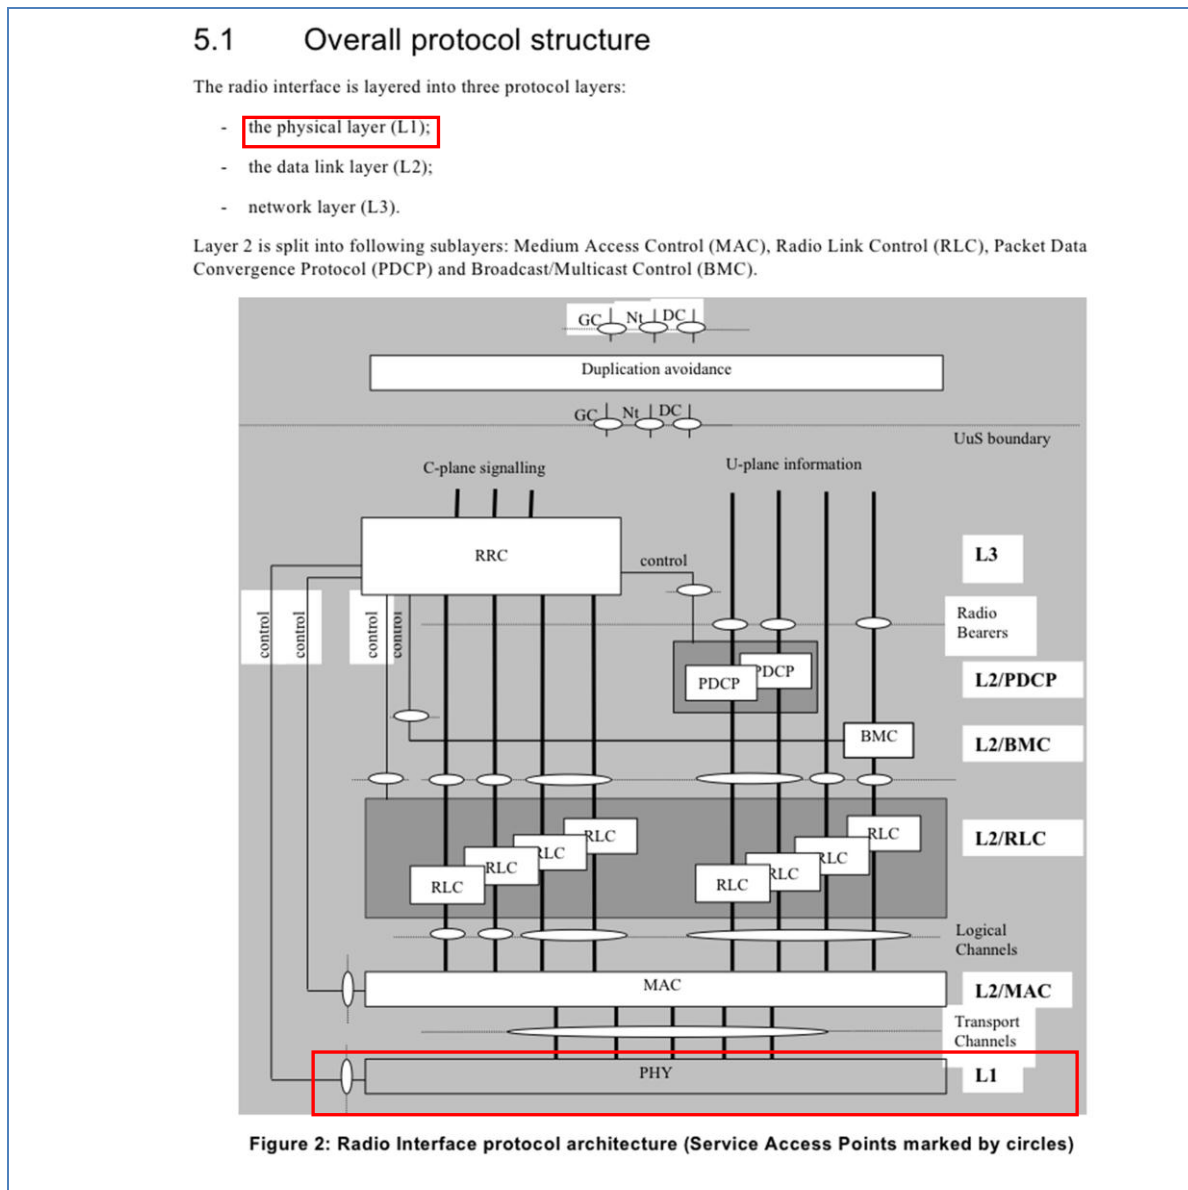 5.1 Overall protocol structure
The radio interface is layered into three protocol layers:
- the physical layer (L1);
- the data link layer (L2);
- network layer (L3).
Layer 2 is split into following sublayers: Medium Access Control (MAC), Radio Link Control (RLC), Packet Data
Convergence Protocol (PDCP) and Broadcast/Multicast Control (BMC).
GC Nt DC
Duplication avoidance
GC Nt DC
UuS boundary
C-plane signalling
U-plane information
RRC
control
L3
control
control
control
control
Radio
Bearers
PDCP
PDCP
L2/PDCP
BMC
L2/BMC
RLC
RLC
RLC
RLC
RLC
RLC
RLC
RLC
L2/RLC
Logical
Channels
MAC
L2/MAC
Transport
Channels
PHY
L1
Figure 2: Radio Interface protocol architecture (Service Access Points marked by circles)